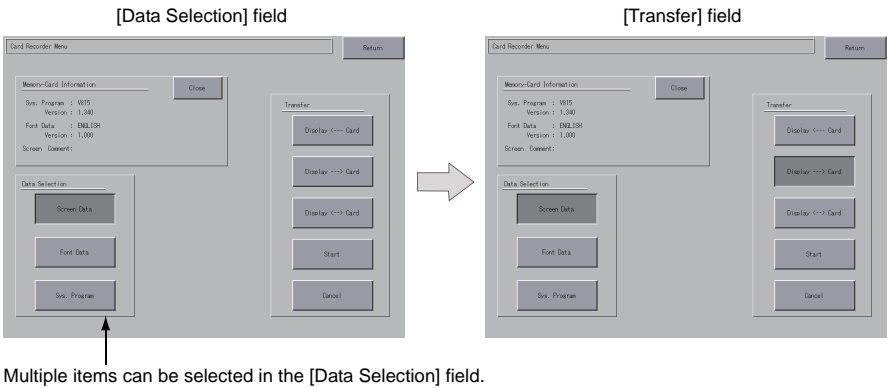 [Data Selection] field
Card Recorder Menu
Return
Memory-Card Information
Close
Sys. Program : V815
Version : 1.340
Font Data : ENGLISH
Version : 1.000
Screen Comment:
Transfer
Display <--- Card
Display ---> Card
Display <--> Card
Start
Cancel
Data Selection
Screen Data
Font Data
Sys. Program
[Transfer] field
Card Recorder Menu
Return
Memory-Card Information
Close
Sys. Program : V815
Version : 1.340
Font Data : ENGLISH
Version : 1.000
Screen Comment:
Transfer
Display <--- Card
Display ---> Card
Display <--> Card
Start
Cancel
Data Selection
Screen Data
Font Data
Sys. Program
Multiple items can be selected in the [Data Selection] field.